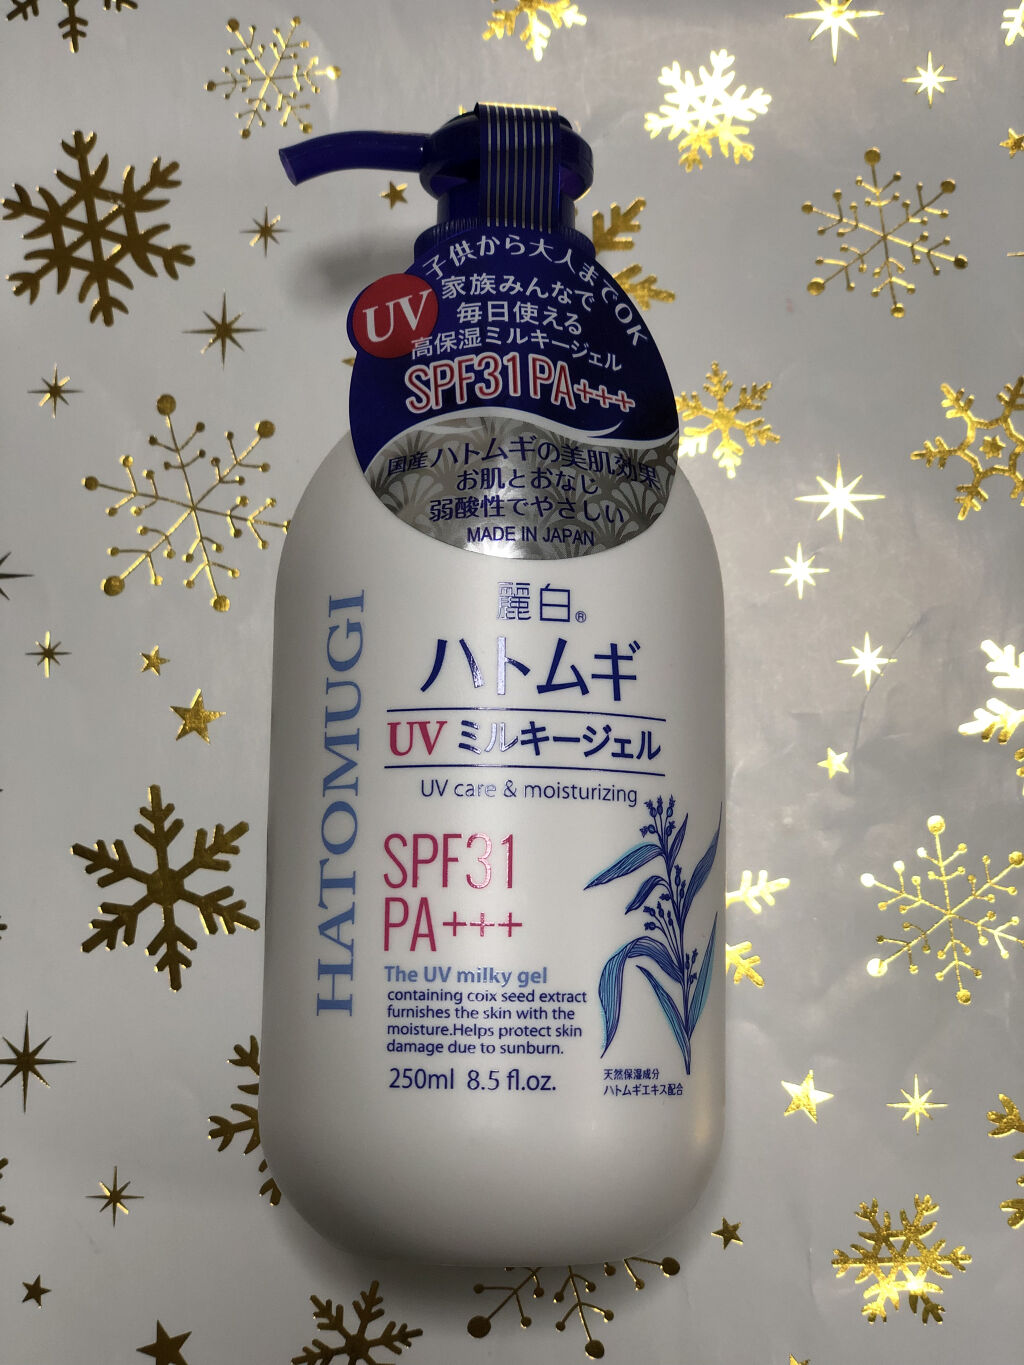 子供から大人までOK
UV
家族みんなで
毎日使える
高保湿ミルキージェル
SPF31 PA+++
国産ハトムギの美肌効果
お肌とおなじ
弱酸性でやさしい
MADE IN JAPAN
麗白®
ハトムギ
UV ミルキージェル
UV care & moisturizing
HATOMUGI
SPF31
PA+++
The UV milky gel
containing coix seed extract
furnishes the skin with the
moisture.Helps protect skin
damage due to sunburn.
250ml 8.5 fl.oz.
天然保湿成分
ハトムギエキス配合